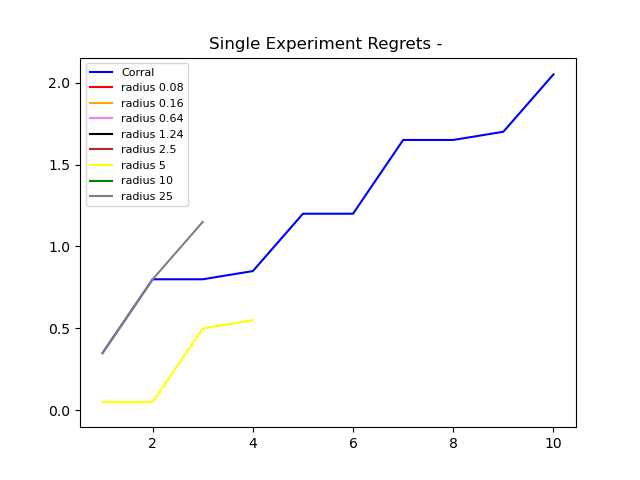 Single Experiment Regrets -
Corral
radius 0.08
radius 0.16
radius 0.64
radius 1.24
radius 2.5
radius 5
radius 10
radius 25
2.0
1.5
1.0
0.5
0.0
2 4 6 8 10